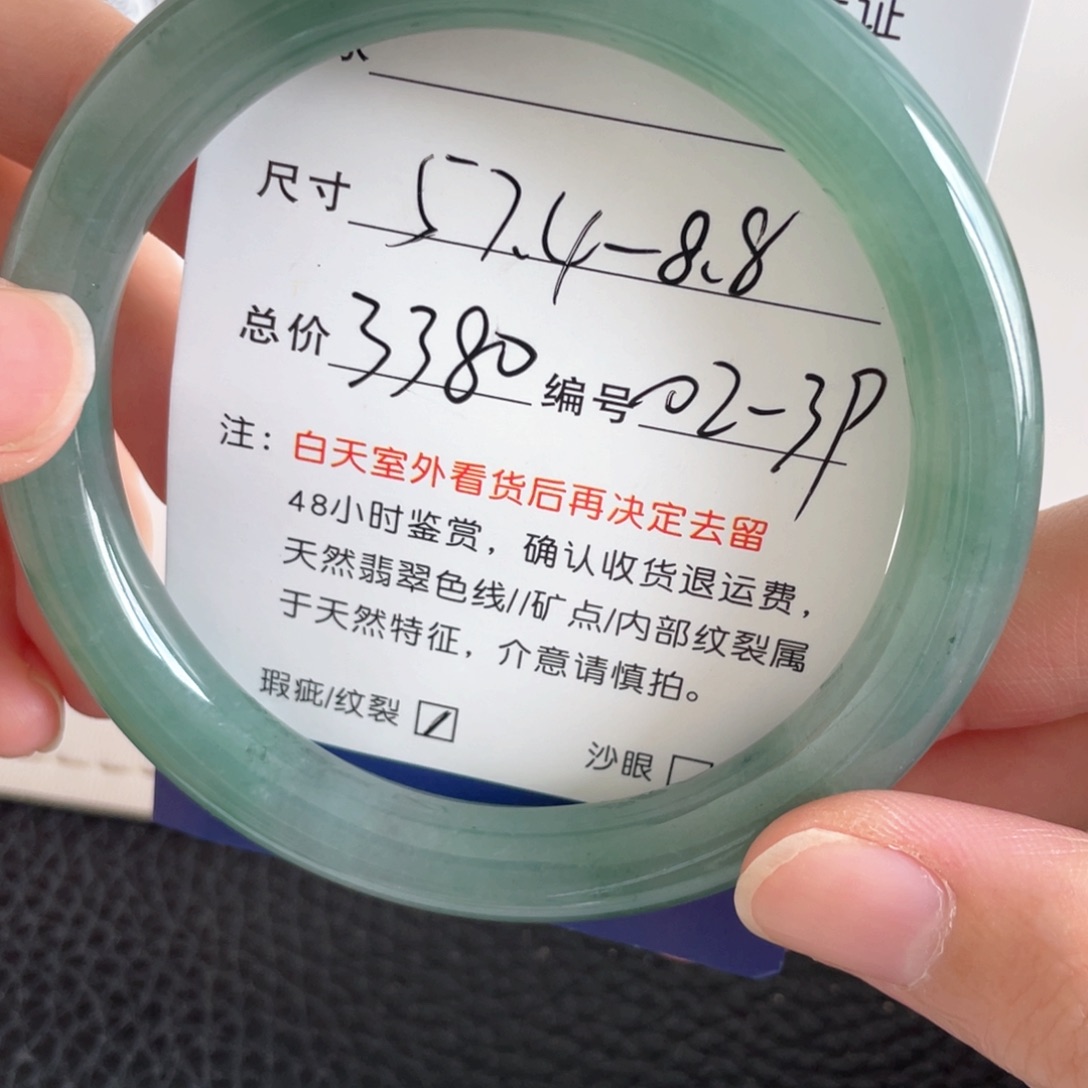 证
尺寸 57.4-8.8
总价 3380 编号 02-39
注：白天室外看货后再决定去留
48小时鉴赏，确认收货退运费，
天然翡翠色线//矿点/内部纹裂属
于天然特征，介意请慎拍。
瑕疵/纹裂
沙眼